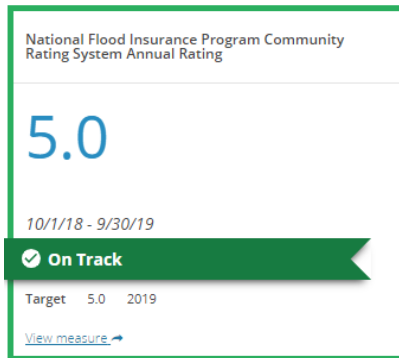 National Flood Insurance Program Community
Rating System Annual Rating
5.0
10/1/18 - 9/30/19
On Track
Target 5.0 2019
View measure